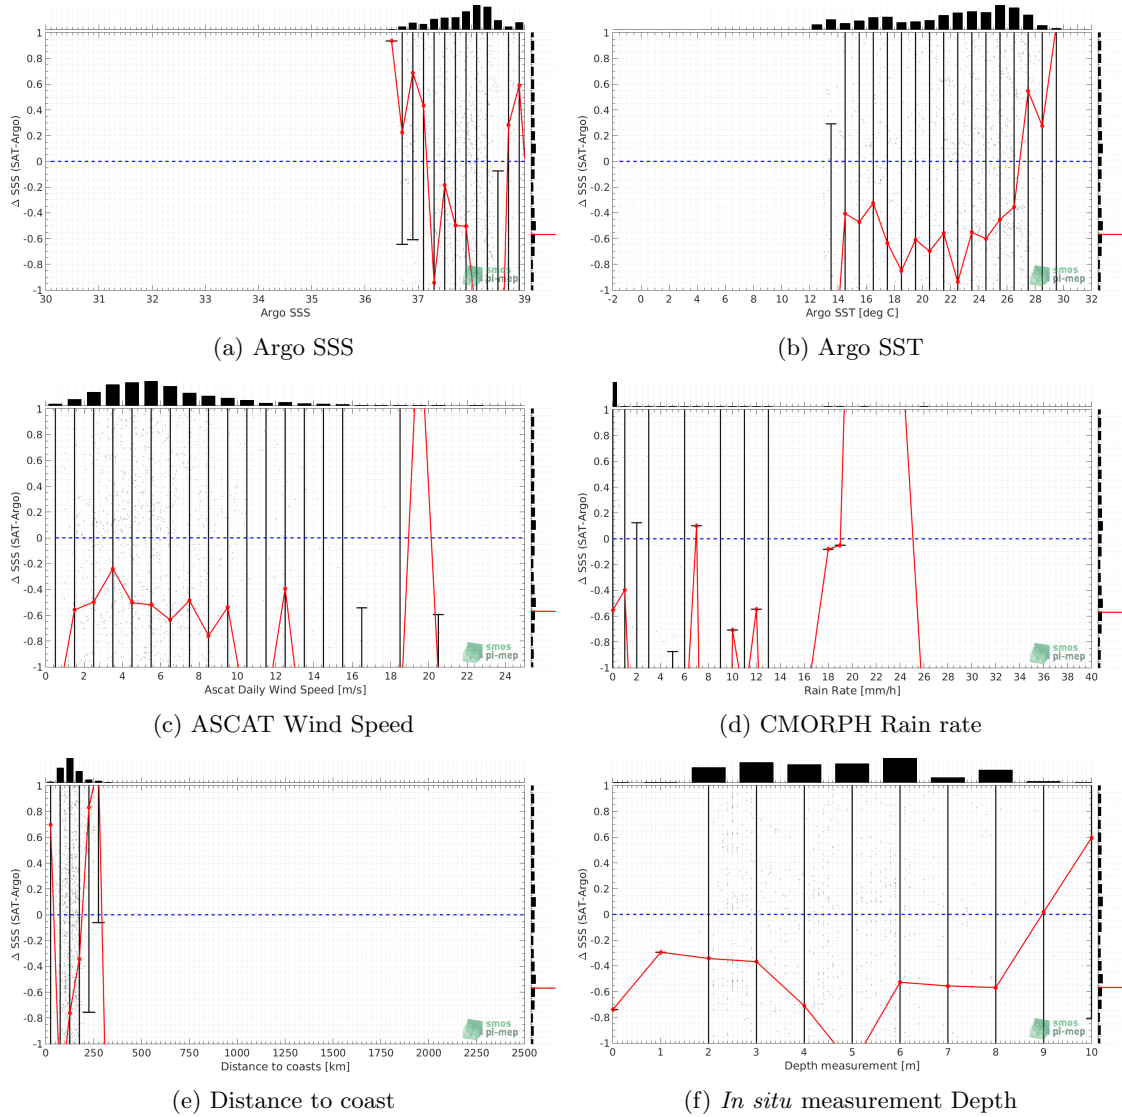 1
0.8
0.6
0.4
0.2
0
-0.2
-0.4
-0.6
-0.8
-1
Δ SSS (SAT-Argo)
30 31 32 33 34 35 36 37 38 39
Argo SSS
smos
pi-mep
(a) Argo SSS
1
0.8
0.6
0.4
0.2
0
-0.2
-0.4
-0.6
-0.8
-1
Δ SSS (SAT-Argo)
-2 0 2 4 6 8 10 12 14 16 18 20 22 24 26 28 30 32
Argo SST [deg C]
smos
pi-mep
(b) Argo SST
1
0.8
0.6
0.4
0.2
0
-0.2
-0.4
-0.6
-0.8
-1
Δ SSS (SAT-Argo)
0 2 4 6 8 10 12 14 16 18 20 22 24
Ascat Daily Wind Speed [m/s]
smos
pi-mep
(c) ASCAT Wind Speed
1
0.8
0.6
0.4
0.2
0
-0.2
-0.4
-0.6
-0.8
-1
Δ SSS (SAT-Argo)
0 2 4 6 8 10 12 14 16 18 20 22 24 26 28 30 32 34 36 38 40
Rain Rate [mm/h]
smos
pi-mep
(d) CMORPH Rain rate
1
0.8
0.6
0.4
0.2
0
-0.2
-0.4
-0.6
-0.8
-1
Δ SSS (SAT-Argo)
0 250 500 750 1000 1250 1500 1750 2000 2250 2500
Distance to coasts [km]
smos
pi-mep
(e) Distance to coast
1
0.8
0.6
0.4
0.2
0
-0.2
-0.4
-0.6
-0.8
-1
Δ SSS (SAT-Argo)
0 1 2 3 4 5 6 7 8 9 10
Depth measurement [m]
smos
pi-mep
(f) In situ measurement Depth